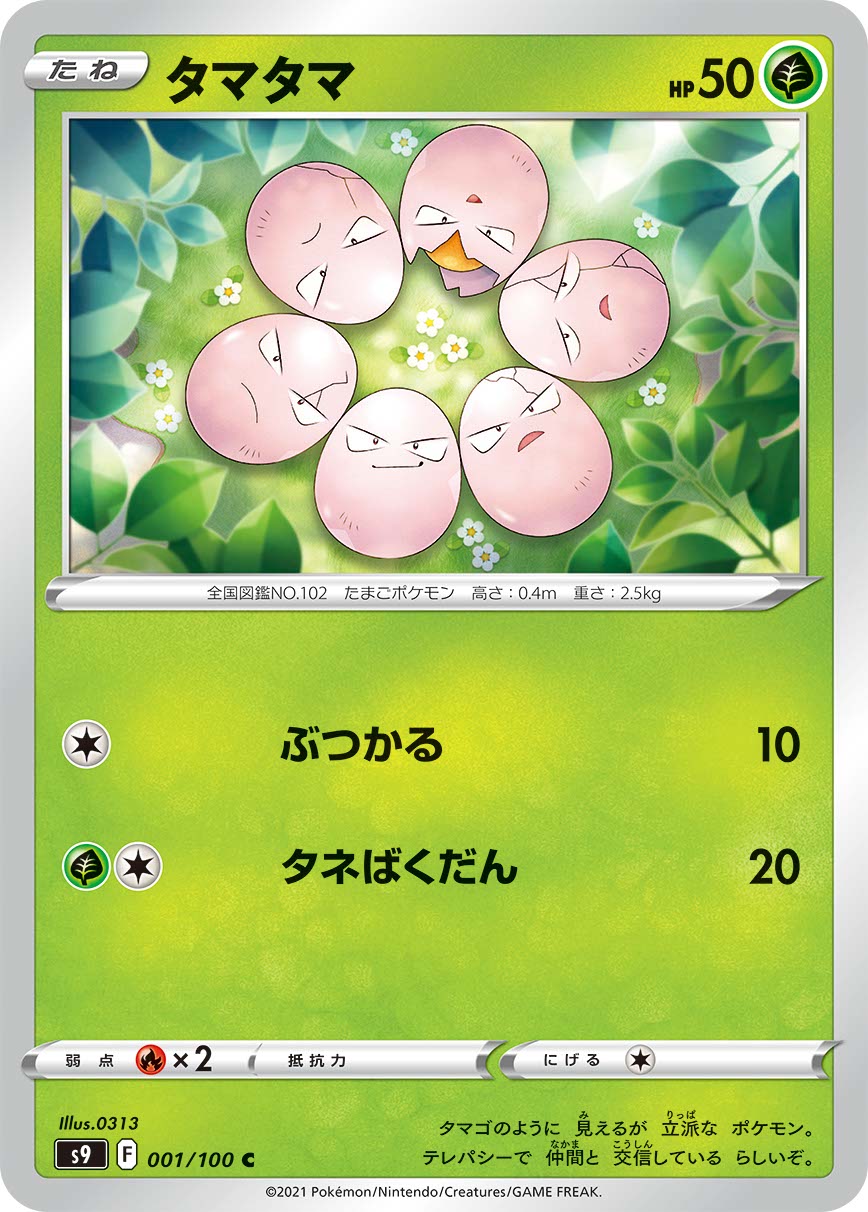 たね タマタマ HP50
全国図鑑NO.102 たまごポケモン 高さ：0.4m 重さ：2.5kg
ぶつかる 10
タネばくだん 20
弱点 ×2 抵抗力 にげる
Illus.0313
s9 F 001/100 C
タマゴのように 見えるが 立派な ポケモン。
テレパシーで 仲間と 交信している らしいぞ。
©2021 Pokémon/Nintendo/Creatures/GAME FREAK.